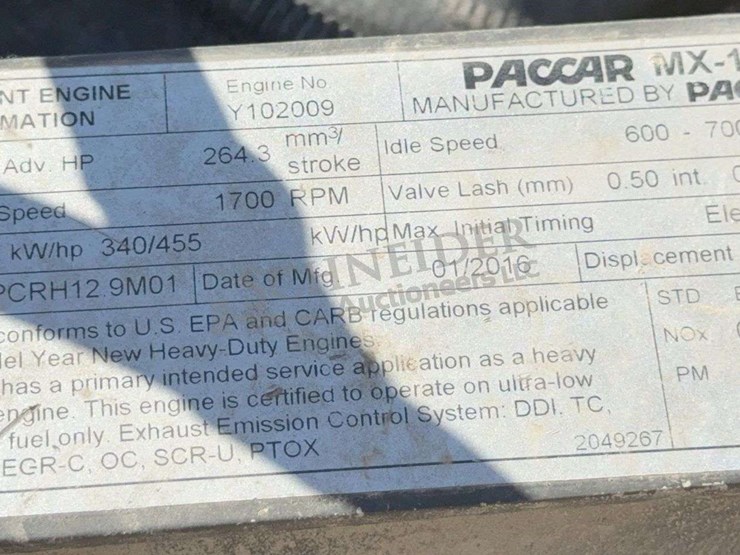 NT ENGINE
MATION
Engine No
Y102009
PACCAR MX-1
MANUFACTURED BY PA
Adv. HP 264.3 mm3/
stroke
Idle Speed 600 - 70
Speed 1700 RPM
Valve Lash (mm) 0.50 int.
kW/hp 340/455 kW/hp
Max. Initial Timing Ele
PCRH12.9M01
Date of Mfg. 01/2016
Displacement
conforms to U.S. EPA and CARB regulations applicable
del Year New Heavy-Duty Engines.
has a primary intended service application as a heavy
engine. This engine is certified to operate on ultra-low
fuel only. Exhaust Emission Control System: DDI, TC,
EGR-C, OC, SCR-U, PTOX
STD
NOx
PM
2049267
NEIDER
Auctioneers LLC